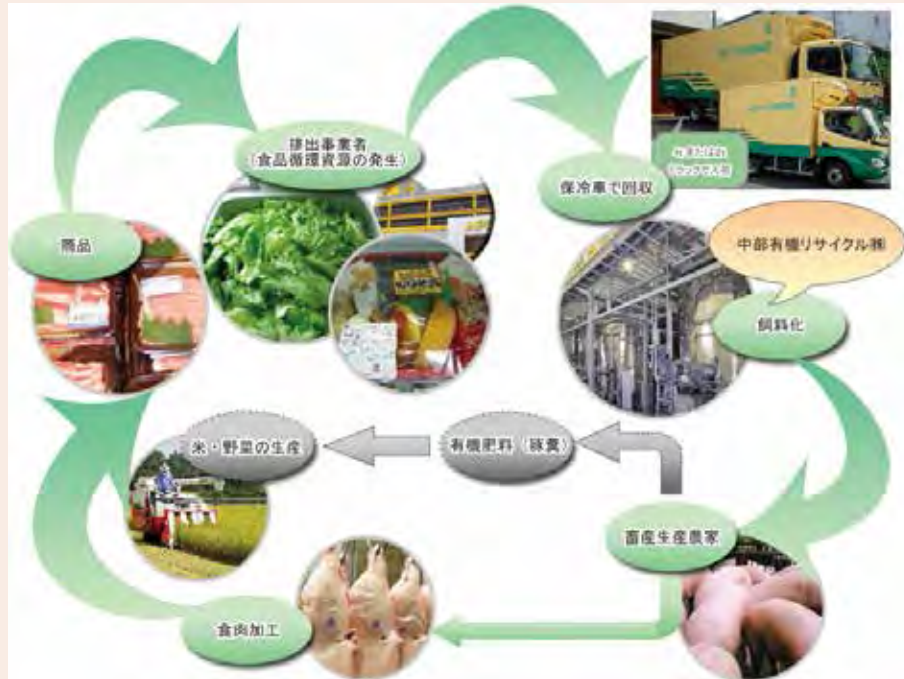 排出事業者
(食品循環資源の発生)
保冷車で回収
商品
中部有機リサイクル㈱
飼料化
米・野菜の生産
有機肥料(豚糞)
畜産生産農家
食肉加工